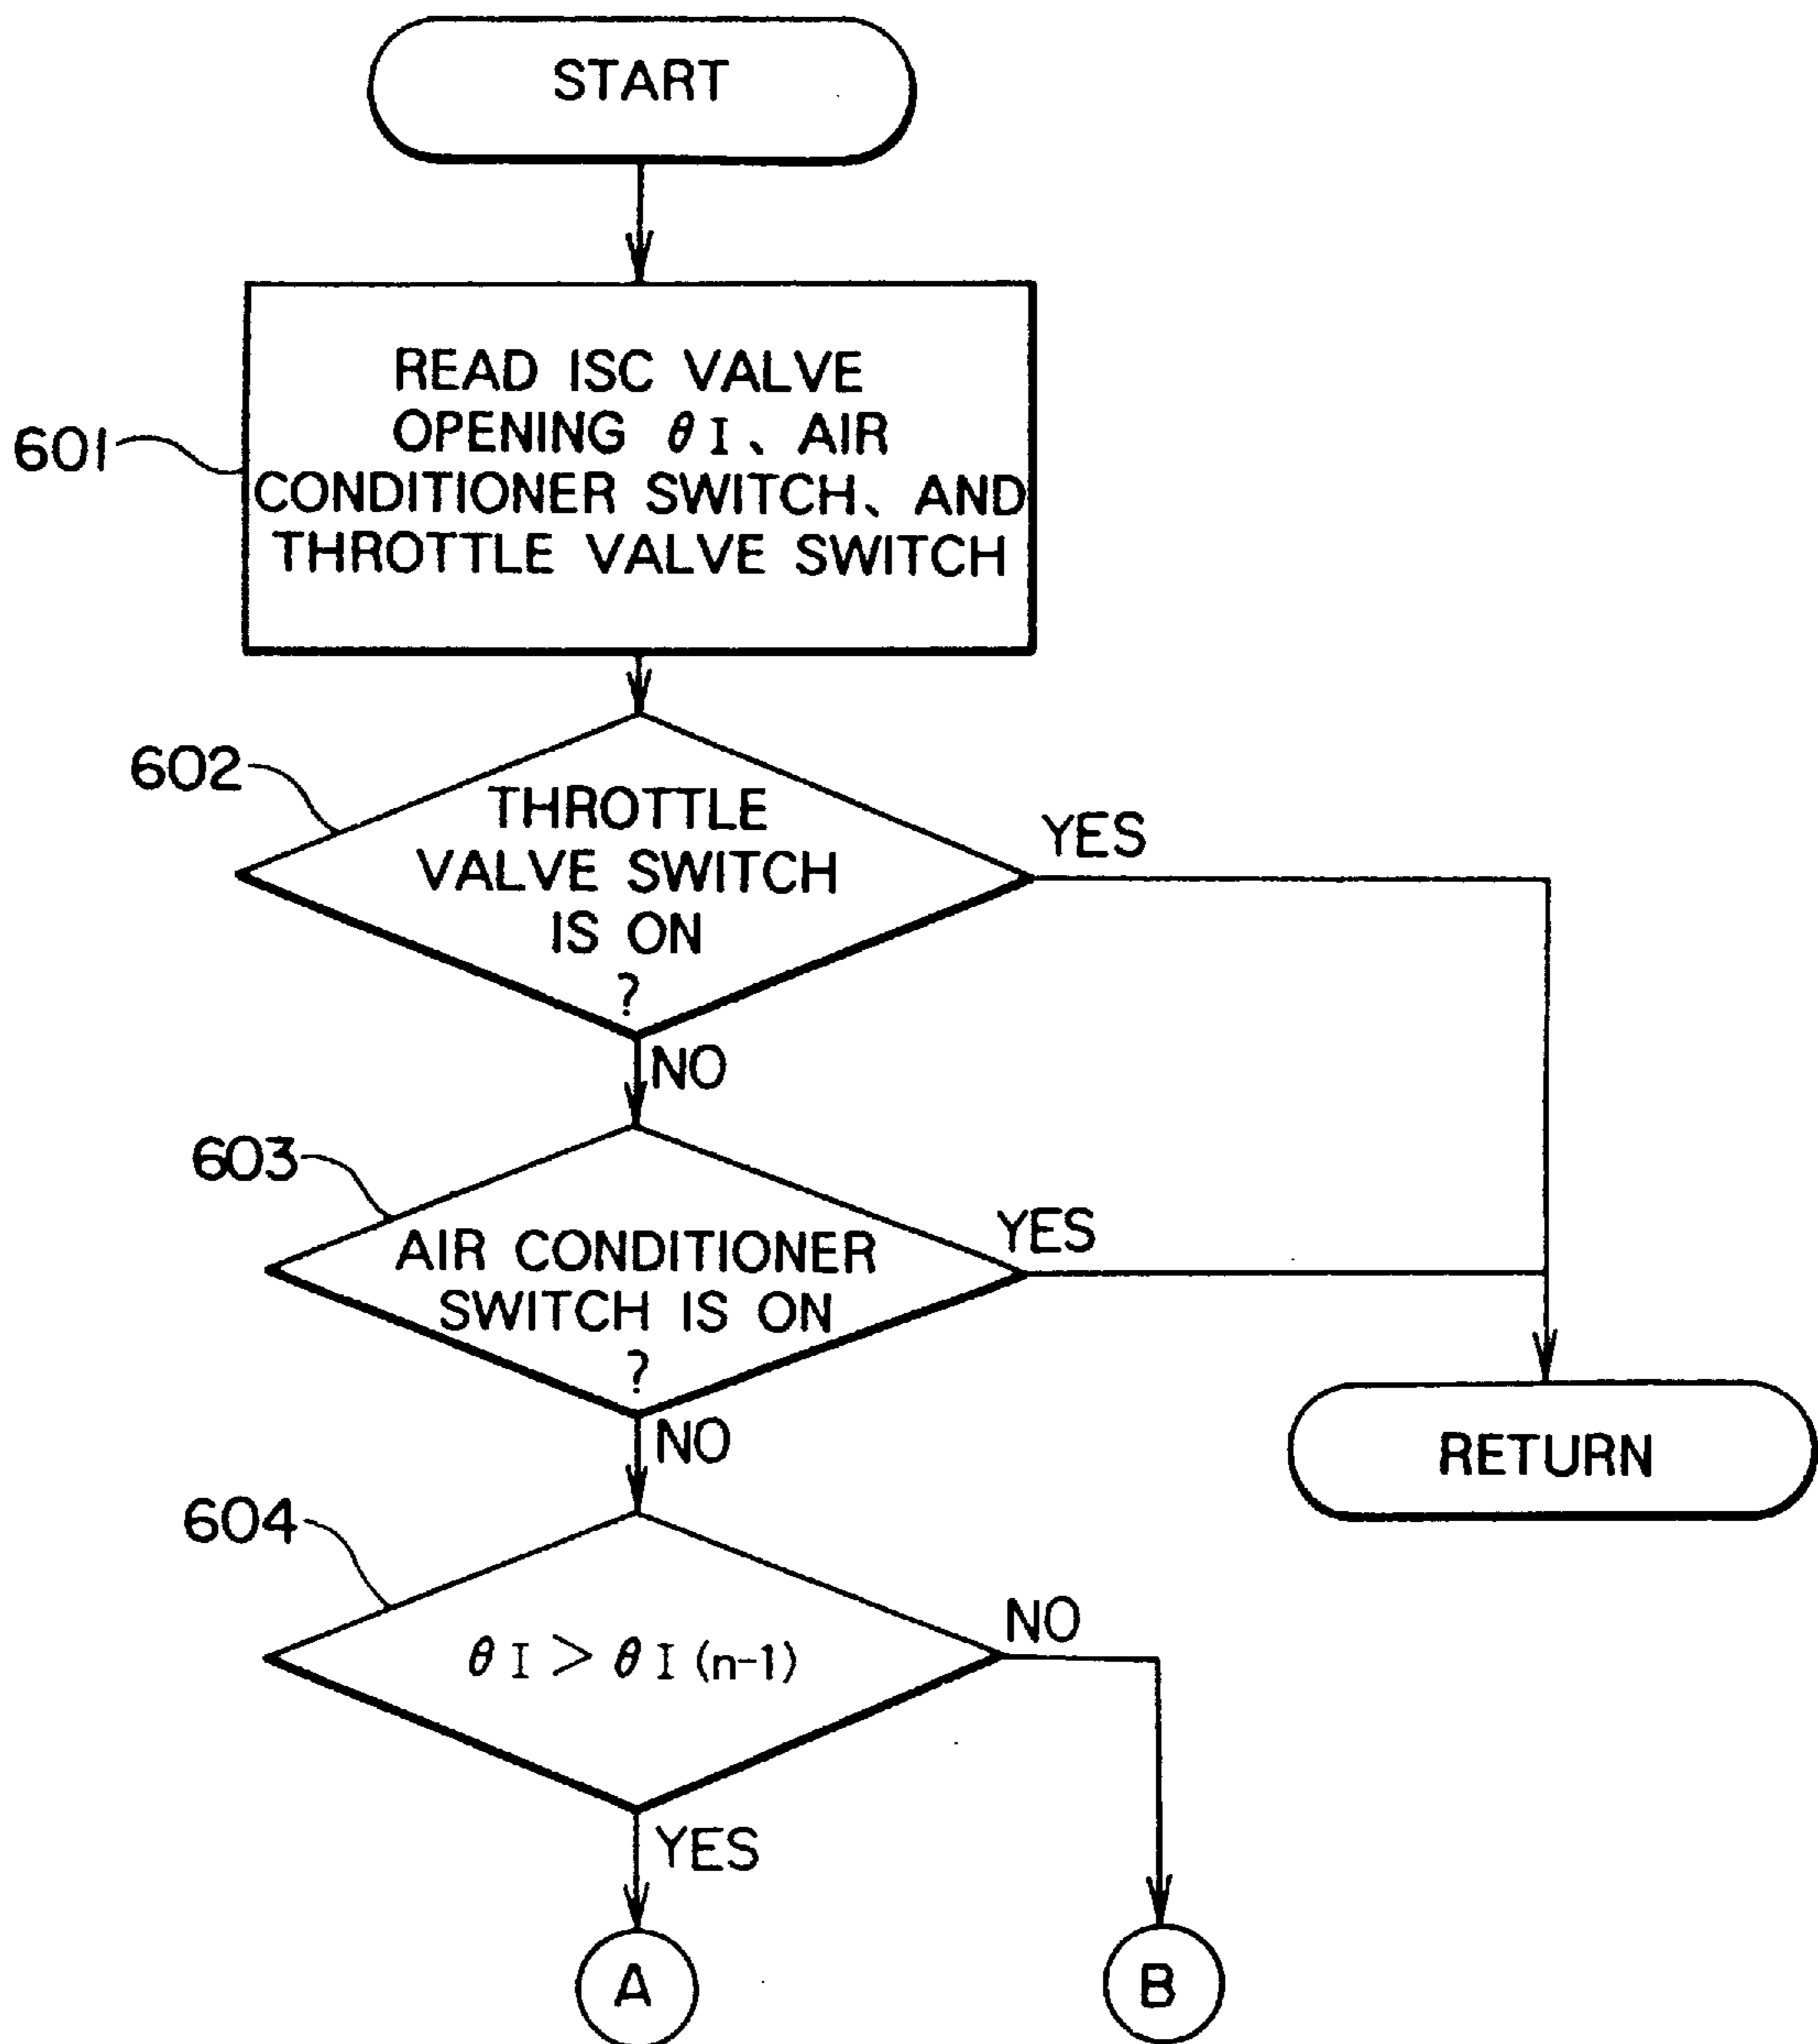 START
601
READ ISC VALVE
OPENING θI、AIR
CONDITIONER SWITCH、AND
THROTTLE VALVE SWITCH
602
THROTTLE
VALVE SWITCH
IS ON
?
YES
NO
603
AIR CONDITIONER
SWITCH IS ON
?
YES
NO
RETURN
604
θI > θI (n-1)
NO
YES
A
B